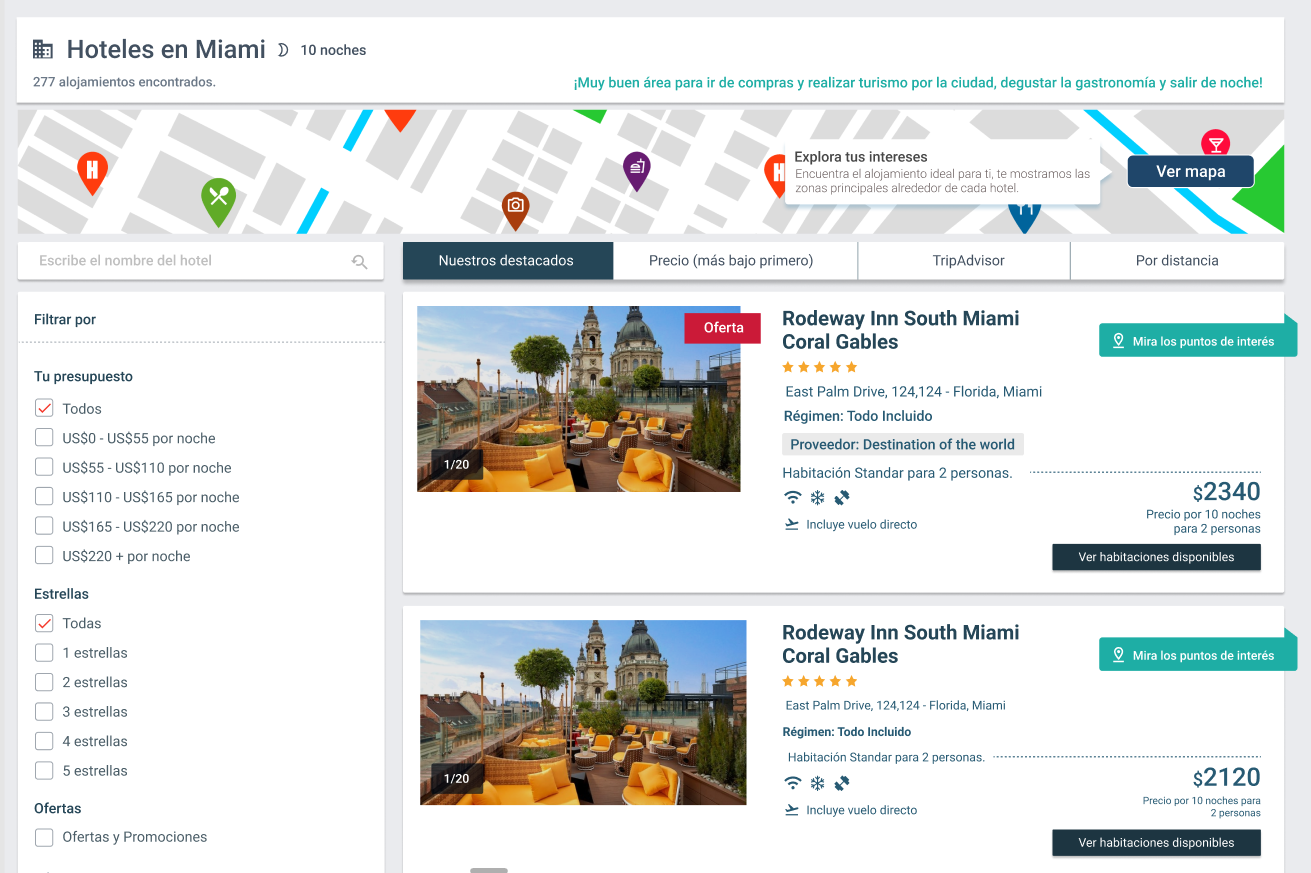 Hoteles en Miami 10 noches
277 alojamientos encontrados.
¡Muy buen área para ir de compras y realizar turismo por la ciudad, degustar la gastronomía y salir de noche!
H
H
Explora tus intereses
Encuentra el alojamiento ideal para ti, te mostramos las
zonas principales alrededor de cada hotel.
Ver mapa
Escribe el nombre del hotel
Nuestros destacados
Precio (más bajo primero)
TripAdvisor
Por distancia
Filtrar por
Tu presupuesto
Todos
US$0 - US$55 por noche
US$55 - US$110 por noche
US$110 - US$165 por noche
US$165 - US$220 por noche
US$220 + por noche
Estrellas
Todas
1 estrellas
2 estrellas
3 estrellas
4 estrellas
5 estrellas
Ofertas
Ofertas y Promociones
Oferta
1/20
Rodeway Inn South Miami
Coral Gables
Mira los puntos de interés
East Palm Drive, 124,124 - Florida, Miami
Régimen: Todo Incluido
Proveedor: Destination of the world
Habitación Standar para 2 personas.
Incluye vuelo directo
$2340
Precio por 10 noches
para 2 personas
Ver habitaciones disponibles
1/20
Rodeway Inn South Miami
Coral Gables
Mira los puntos de interés
East Palm Drive, 124,124 - Florida, Miami
Régimen: Todo Incluido
Habitación Standar para 2 personas.
Incluye vuelo directo
$2120
Precio por 10 noches para
2 personas
Ver habitaciones disponibles